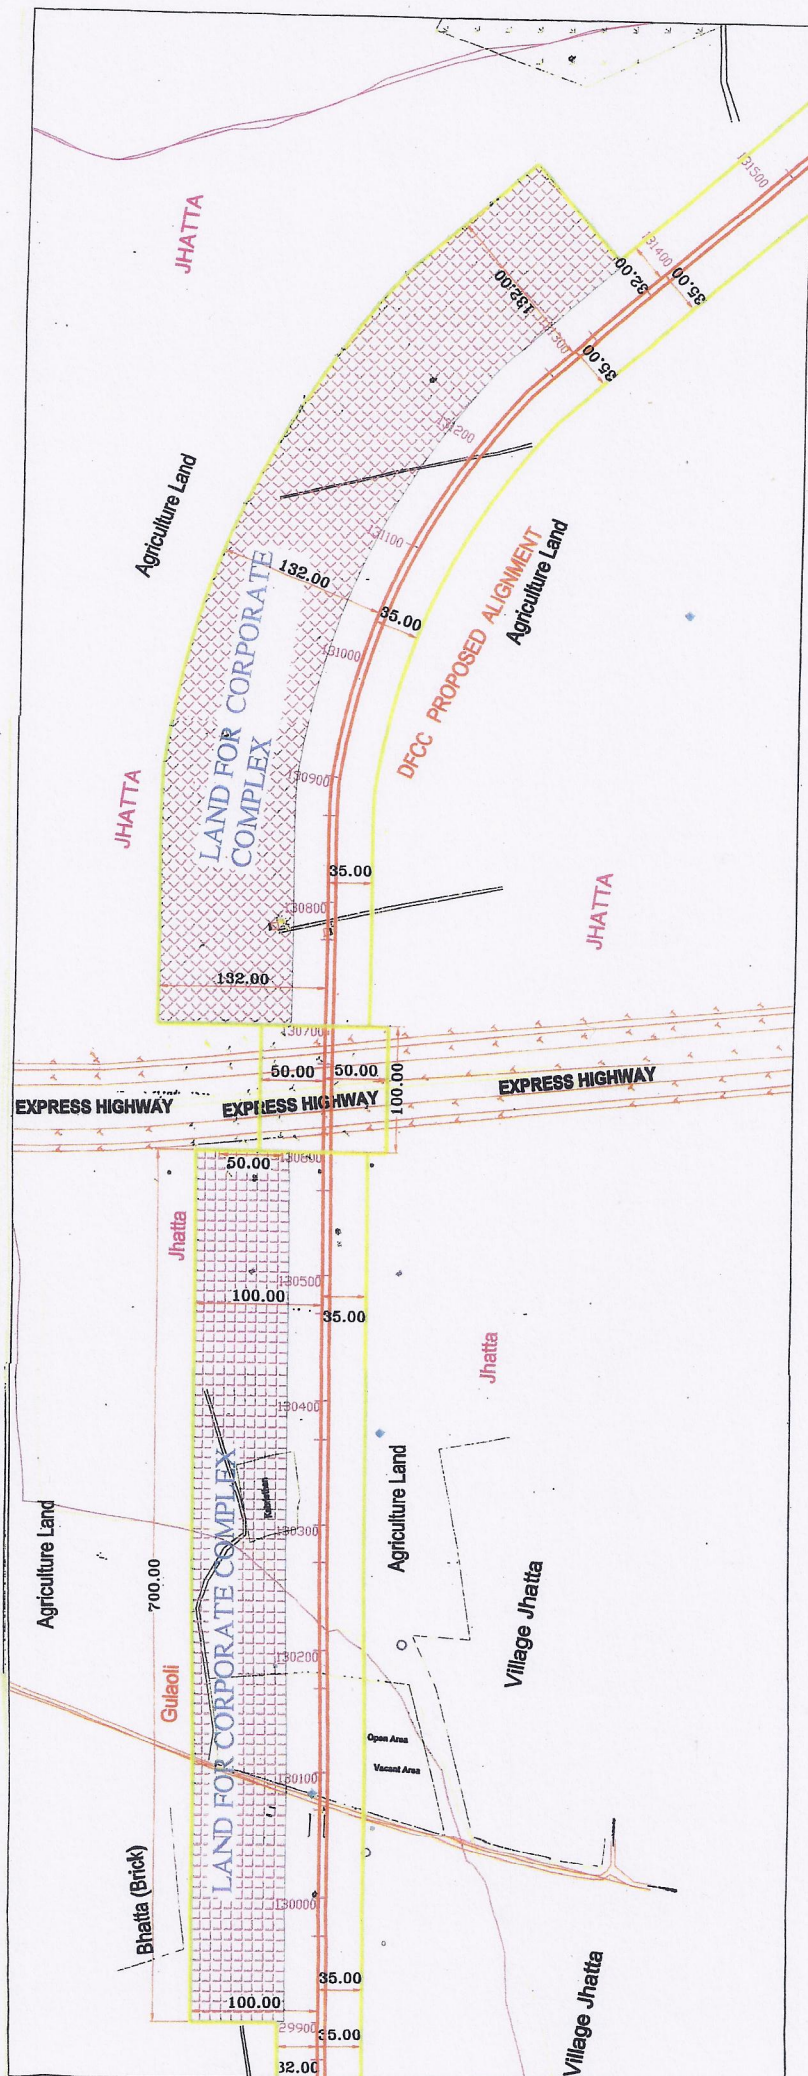 131500
JHATTA
131400
32.00
35.00
132.00
131300
35.00
131200
Agriculture Land
131100
132.00
35.00
DFCC PROPOSED ALIGNMENT
Agriculture Land
LAND FOR CORPORATE
COMPLEX
131000
130900
JHATTA
35.00
130800
JHATTA
132.00
130700
50.00
50.00
100.00
EXPRESS HIGHWAY
EXPRESS HIGHWAY
EXPRESS HIGHWAY
50.00
130600
Jhatta
130500
100.00
35.00
Jhatta
130400
Agriculture Land
LAND FOR CORPORATE COMPLEX
130300
Agriculture Land
700.00
Village Jhatta
130200
Gulaoli
Open Area
Vacant Area
130100
Bhatta (Brick)
130000
35.00
Village Jhatta
100.00
29900
35.00
32.00